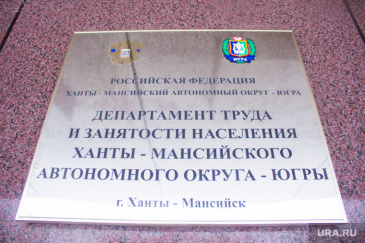 ЮГРА
РОССИЙСКАЯ ФЕДЕРАЦИЯ
ХАНТЫ - МАНСИЙСКИЙ АВТОНОМНЫЙ ОКРУГ - ЮГРА
ДЕПАРТАМЕНТ ТРУДА
И ЗАНЯТОСТИ НАСЕЛЕНИЯ
ХАНТЫ - МАНСИЙСКОГО
АВТОНОМНОГО ОКРУГА - ЮГРЫ
г. Ханты - Мансийск
URA.RU